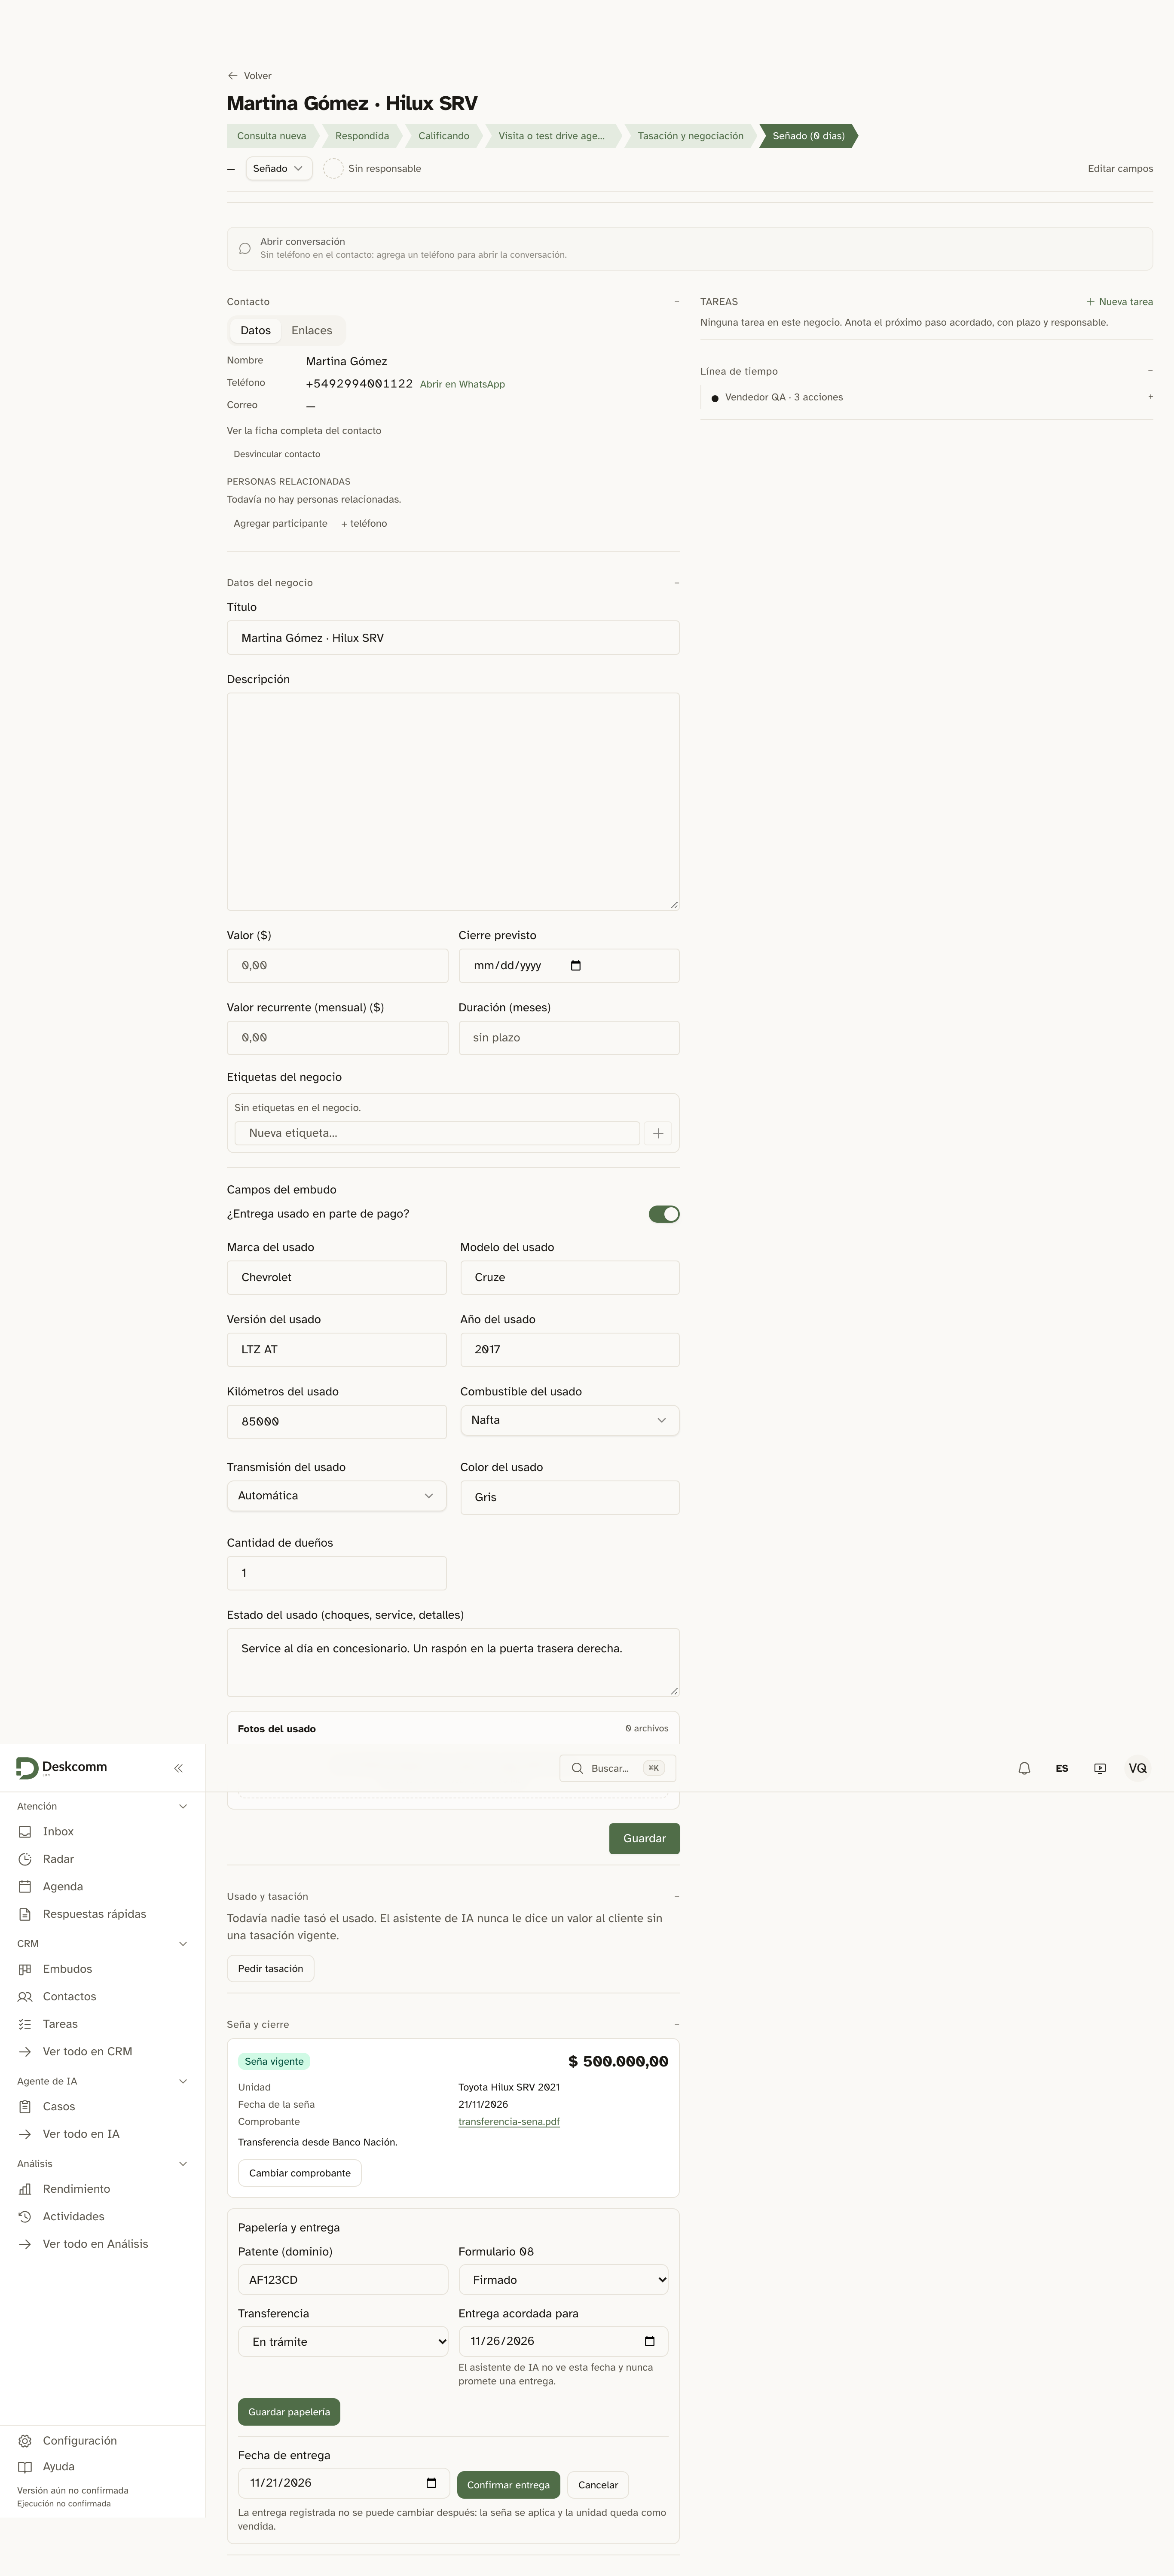 Volver
Martina Gómez · Hilux SRV
Consulta nueva
Respondida
Calificando
Visita o test drive age...
Tasación y negociación
Señado (0 días)
—
Señado
Sin responsable
Editar campos
Abrir conversación
Sin teléfono en el contacto: agrega un teléfono para abrir la conversación.
Contacto
Datos
Enlaces
Nombre
Martina Gómez
Teléfono
+5492994001122 Abrir en WhatsApp
Correo
—
Ver la ficha completa del contacto
Desvincular contacto
PERSONAS RELACIONADAS
Todavía no hay personas relacionadas.
Agregar participante
+ teléfono
TAREAS
+ Nueva tarea
Ninguna tarea en este negocio. Anota el próximo paso acordado, con plazo y responsable.
Línea de tiempo
Vendedor QA · 3 acciones
+
Datos del negocio
Título
Martina Gómez · Hilux SRV
Descripción
Valor ($)
0,00
Cierre previsto
mm/dd/yyyy
Valor recurrente (mensual) ($)
0,00
Duración (meses)
sin plazo
Etiquetas del negocio
Sin etiquetas en el negocio.
Nueva etiqueta...
Campos del embudo
¿Entrega usado en parte de pago?
Marca del usado
Chevrolet
Modelo del usado
Cruze
Versión del usado
LTZ AT
Año del usado
2017
Kilómetros del usado
85000
Combustible del usado
Nafta
Transmisión del usado
Automática
Color del usado
Gris
Cantidad de dueños
1
Estado del usado (choques, service, detalles)
Service al día en concesionario. Un raspón en la puerta trasera derecha.
Fotos del usado
0 archivos
Deskcomm
Buscar...
⌘K
ES
VQ
Atención
Inbox
Radar
Agenda
Respuestas rápidas
CRM
Embudos
Contactos
Tareas
Ver todo en CRM
Agente de IA
Casos
Ver todo en IA
Análisis
Rendimiento
Actividades
Ver todo en Análisis
Configuración
Ayuda
Versión aún no confirmada
Ejecución no confirmada
Guardar
Usado y tasación
Todavía nadie tasó el usado. El asistente de IA nunca le dice un valor al cliente sin
una tasación vigente.
Pedir tasación
Seña y cierre
Seña vigente
$ 500.000,00
Unidad
Toyota Hilux SRV 2021
Fecha de la seña
21/11/2026
Comprobante
transferencia-sena.pdf
Transferencia desde Banco Nación.
Cambiar comprobante
Papelería y entrega
Patente (dominio)
AF123CD
Formulario 08
Firmado
Transferencia
En trámite
Entrega acordada para
11/26/2026
El asistente de IA no ve esta fecha y nunca
promete una entrega.
Guardar papelería
Fecha de entrega
11/21/2026
Confirmar entrega
Cancelar
La entrega registrada no se puede cambiar después: la seña se aplica y la unidad queda como
vendida.